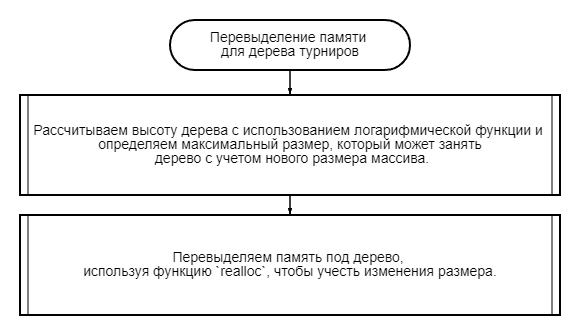 Перевыделение памяти
для дерева турниров
Рассчитываем высоту дерева с использованием логарифмической функции и
определяем максимальный размер, который может занять
дерево с учетом нового размера массива.
Перевыделяем память под дерево,
используя функцию `realloc`, чтобы учесть изменения размера.